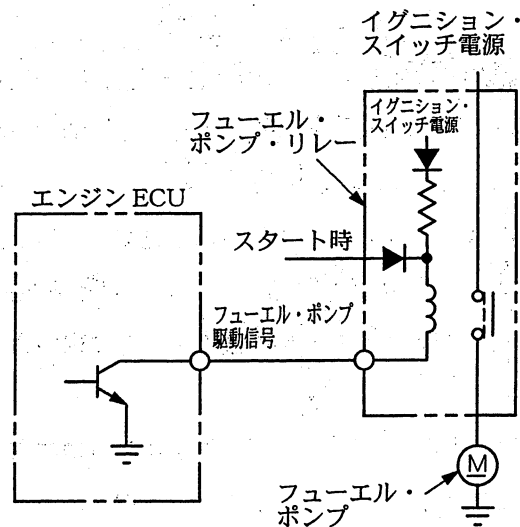 イグニション・
スイッチ電源
イグニション・
スイッチ電源
フューエル・
ポンプ・リレー
エンジン ECU
スタート時
フューエル・ポンプ
駆動信号
M
フューエル・
ポンプ